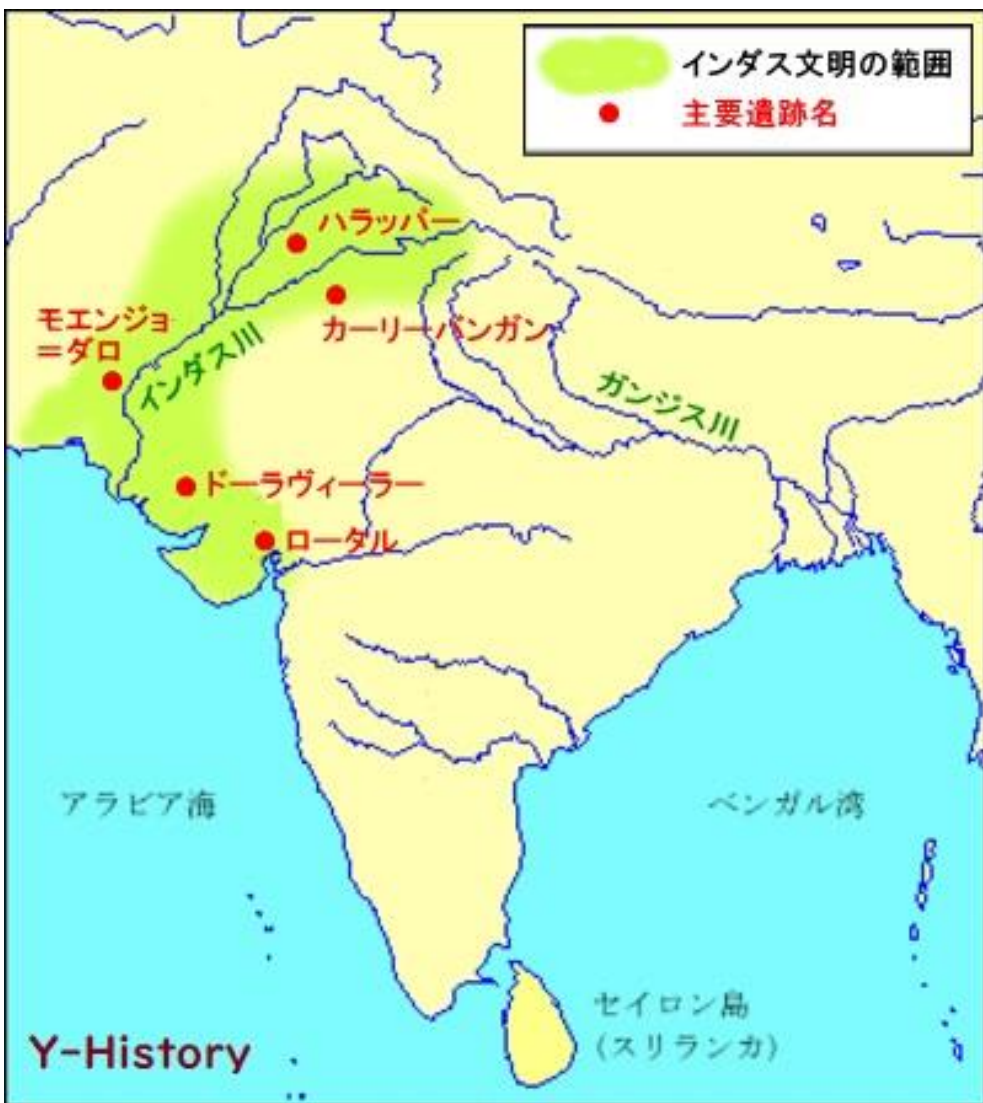 インダス文明の範囲
主要遺跡名
ハラッパー
カーリーバンガン
モエンジョ
＝ダロ
インダス川
ガンジス川
ドーラヴィーラー
ロータル
アラビア海
ベンガル湾
セイロン島
(スリランカ)
Y-History